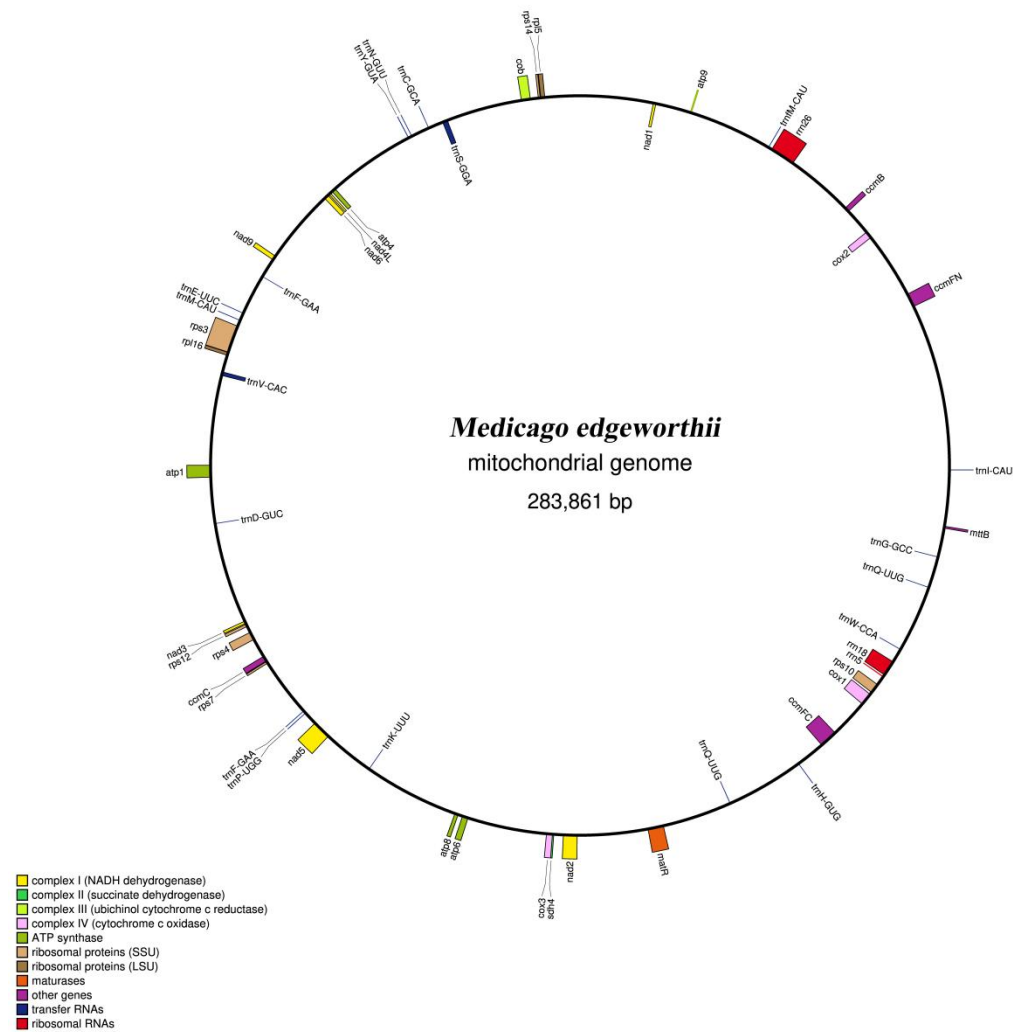 Medicago edgeworthii
mitochondrial genome
283,861 bp
rps14
rpl5
cob
atp9
nad1
trnfM-CAU
rrn26
ccmB
cox2
ccmFN
trnI-CAU
mttB
trnG-GCC
trnQ-UUG
trnW-CCA
rrn18
rrn5
rps10
cox1
ccmFC
trnH-GUG
trnQ-UUG
matR
nad2
sdh4
cox3
atp6
atp8
trnK-UUU
nad5
trnP-UGG
trnF-GAA
rps7
ccmC
rps4
rps12
nad3
trnD-GUC
atp1
trnV-CAC
rpl16
rps3
trnM-CAU
trnE-UUC
trnF-GAA
nad9
nad6
nad4L
atp4
trnY-GUA
trnN-GUU
trnC-GCA
trnS-GGA
complex I (NADH dehydrogenase)
complex II (succinate dehydrogenase)
complex III (ubichinol cytochrome c reductase)
complex IV (cytochrome c oxidase)
ATP synthase
ribosomal proteins (SSU)
ribosomal proteins (LSU)
maturases
other genes
transfer RNAs
ribosomal RNAs